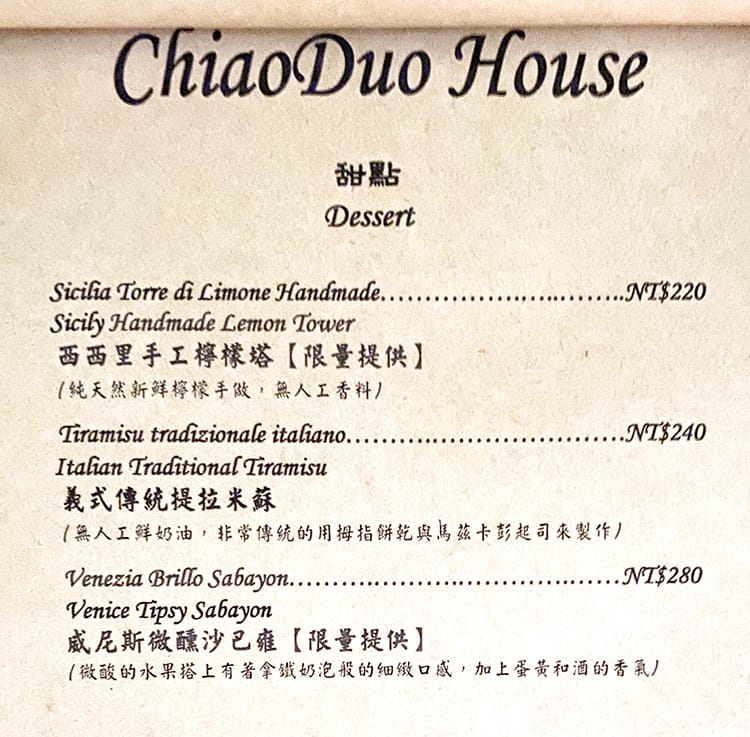 ChiaoDuo House
甜點
Dessert
Sicilia Torre di Limone Handmade..............................NT$220
Sicily Handmade Lemon Tower
西西里手工檸檬塔【限量提供】
(純天然新鮮檸檬手做，無人工香料)
Tiramisu tradizionale italiano..................................NT$240
Italian Traditional Tiramisu
義式傳統提拉米蘇
(無人工鮮奶油，非常傳統的用拇指餅乾與馬茲卡彭起司來製作)
Venezia Brillo Sabayon..........................................NT$280
Venice Tipsy Sabayon
威尼斯微醺沙巴雍【限量提供】
(微酸的水果搭上有著拿鐵奶泡般的細緻口感，加上蛋黃和酒的香氣)